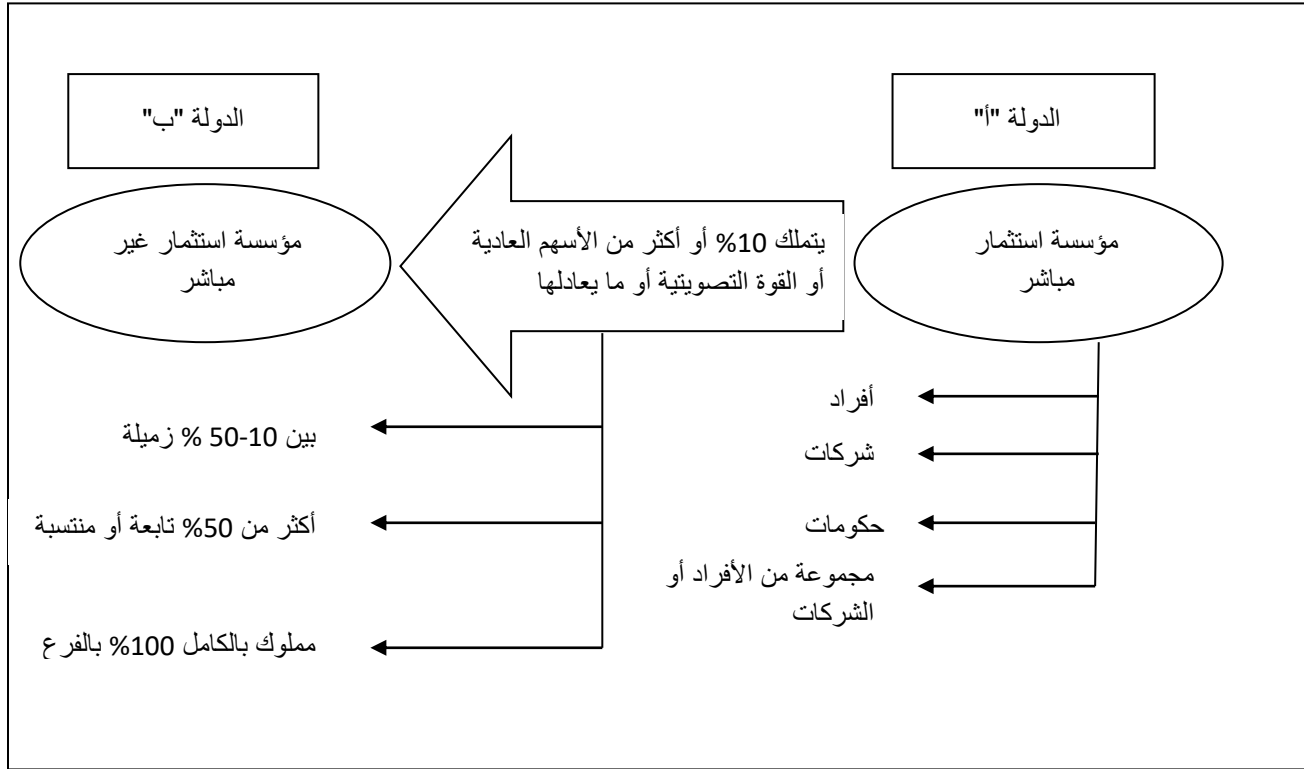 الدولة "أ"
الدولة "ب"
مؤسسة استثمار
مباشر
يتملك 10% أو أكثر من الأسهم العادية
أو القوة التصويتية أو ما يعادلها
مؤسسة استثمار غير
مباشر
أفراد
شركات
حكومات
مجموعة من الأفراد أو
الشركات
بين 10-50 % زميلة
أكثر من 50% تابعة أو منتسبة
مملوك بالكامل 100% بالفرع